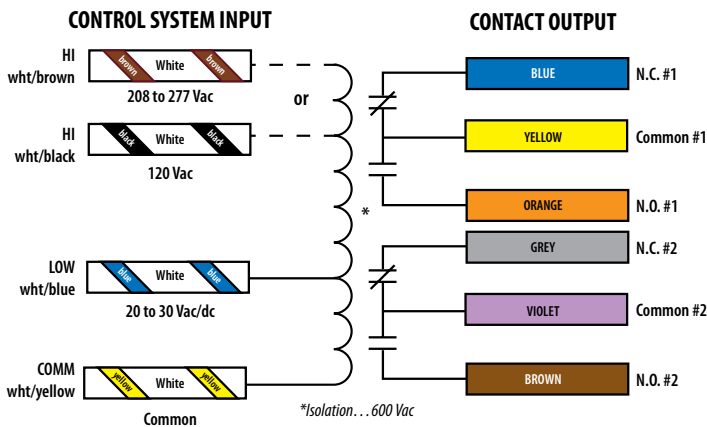 CONTROL SYSTEM INPUT
CONTACT OUTPUT
HI
wht/brown
brown White brown
208 to 277 Vac
or
HI
wht/black
black White black
120 Vac
*
LOW
wht/blue
blue White blue
20 to 30 Vac/dc
COMM
wht/yellow
yellow White yellow
Common
*Isolation...600 Vac
BLUE N.C. #1
YELLOW Common #1
ORANGE N.O. #1
GREY N.C. #2
VIOLET Common #2
BROWN N.O. #2